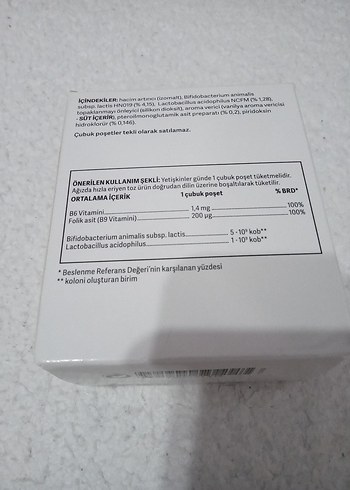 İÇİNDEKİLER: hacim artırıcı (izomalt), Bifidobacterium animalis
subsp. lactis HN019 (% 4,15), Lactobacillus acidophilus NCFM (% 1,28),
topaklanmayı önleyici (silikon dioksit), aroma verici (vanilya aroma vericisi
- SÜT İÇERİR), pteroilmonoglutamik asit preparatı (% 0,2), piridoksin
hidroklorür (% 0,146).
Çubuk poşetler tekli olarak satılamaz.
ÖNERİLEN KULLANIM ŞEKLİ: Yetişkinler günde 1 çubuk poşet tüketmelidir.
Ağızda hızla eriyen toz ürün doğrudan dilin üzerine boşaltılarak tüketilir.
ORTALAMA İÇERİK 1 çubuk poşet % BRD*
B6 Vitamini 1,4 mg 100%
Folik asit (B9 Vitamini) 200 µg 100%
Bifidobacterium animalis subsp. lactis 5 · 10⁹ kob**
Lactobacillus acidophilus 1 · 10⁹ kob**
* Beslenme Referans Değeri'nin karşılanan yüzdesi
** koloni oluşturan birim